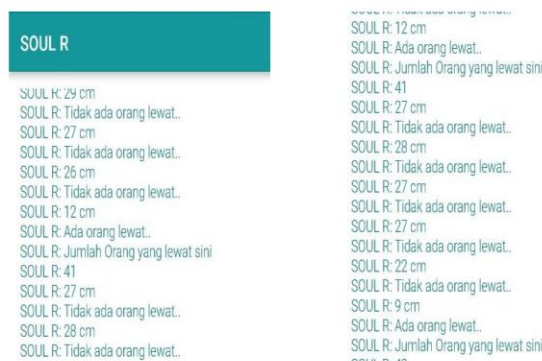 SOUL R
SOUL R: 29 cm
SOUL R: Tidak ada orang lewat..
SOUL R: 27 cm
SOUL R: Tidak ada orang lewat..
SOUL R: 26 cm
SOUL R: Tidak ada orang lewat..
SOUL R: 12 cm
SOUL R: Ada orang lewat..
SOUL R: Jumlah Orang yang lewat sini
SOUL R: 41
SOUL R: 27 cm
SOUL R: Tidak ada orang lewat..
SOUL R: 28 cm
SOUL R: Tidak ada orang lewat..
SOUL R: Tidak ada orang lewat..
SOUL R: 12 cm
SOUL R: Ada orang lewat..
SOUL R: Jumlah Orang yang lewat sini
SOUL R: 41
SOUL R: 27 cm
SOUL R: Tidak ada orang lewat..
SOUL R: 28 cm
SOUL R: Tidak ada orang lewat..
SOUL R: 27 cm
SOUL R: Tidak ada orang lewat..
SOUL R: 27 cm
SOUL R: Tidak ada orang lewat..
SOUL R: 22 cm
SOUL R: Tidak ada orang lewat..
SOUL R: 9 cm
SOUL R: Ada orang lewat..
SOUL R: Jumlah Orang yang lewat sini
SOUL R: